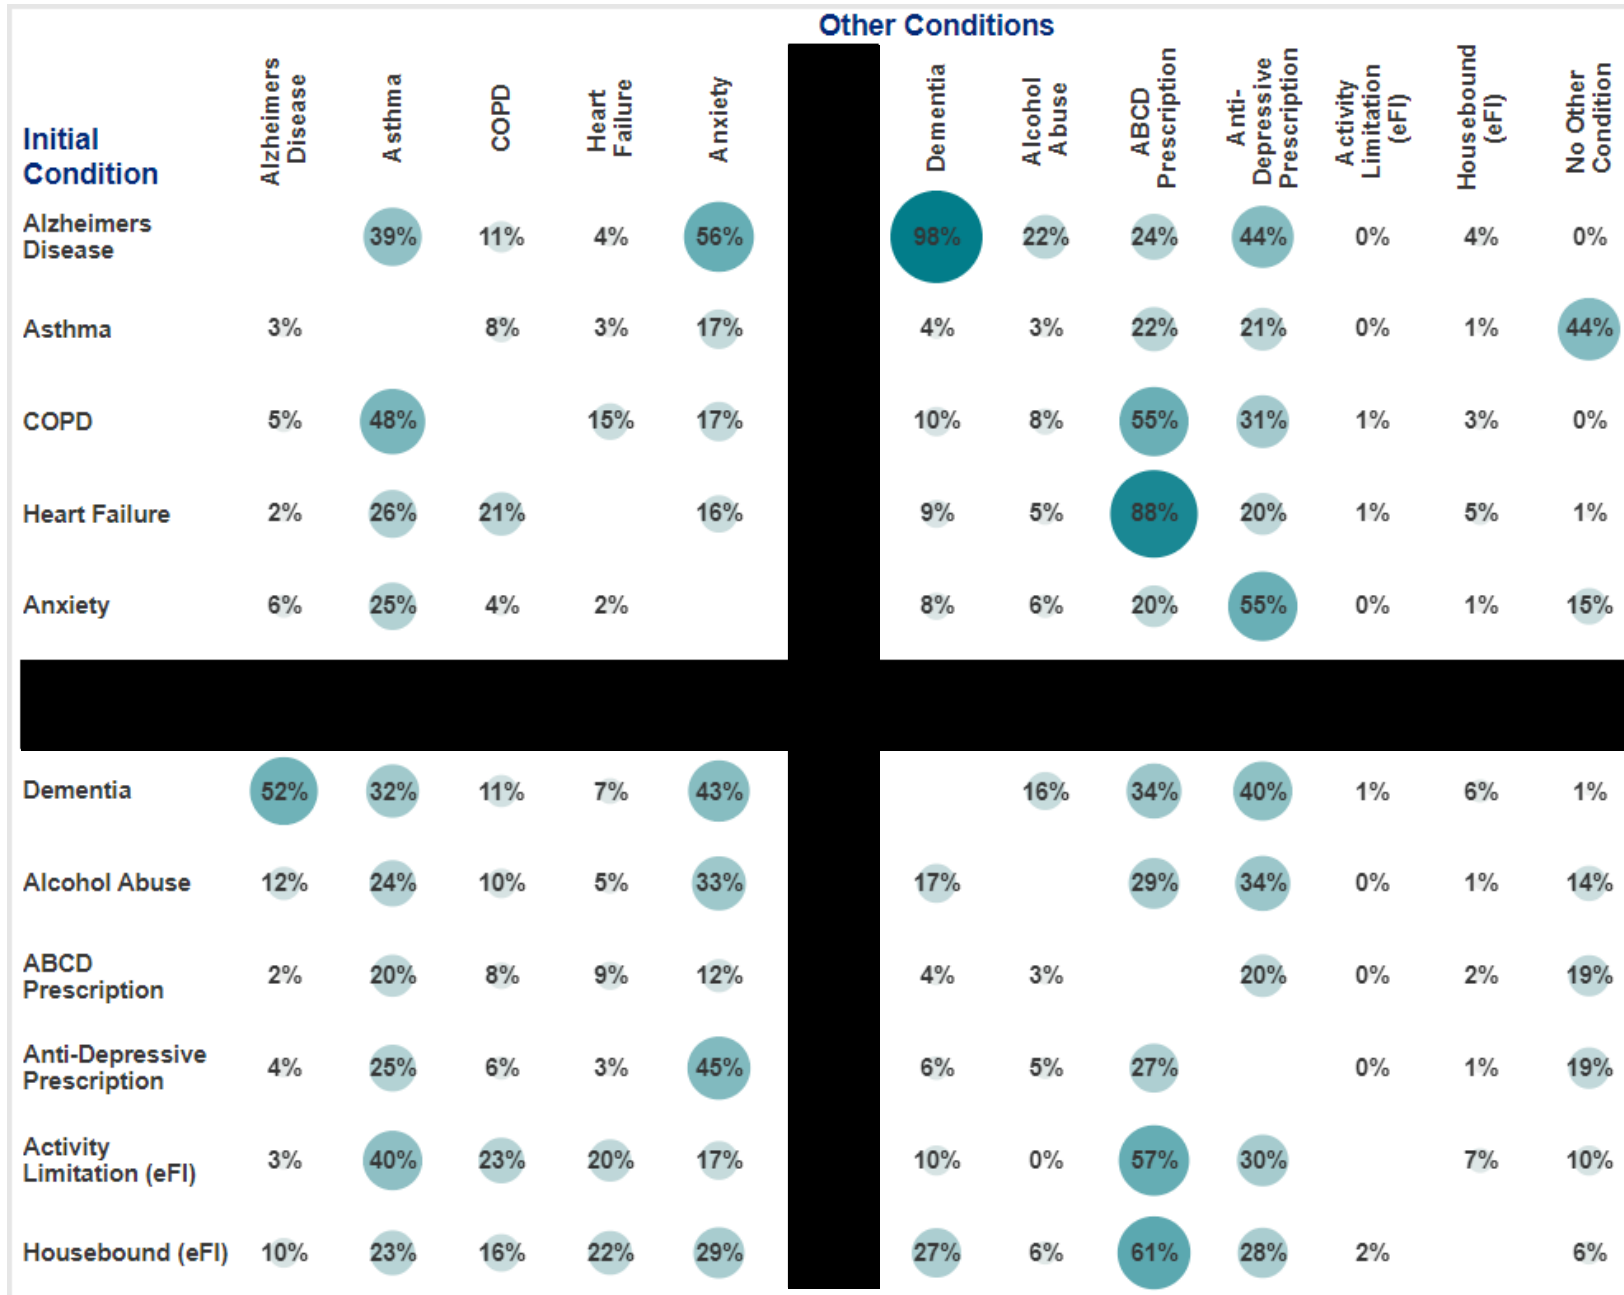 Other Conditions
Initial
Condition
Alzheimers
Disease
Asthma
COPD
Heart
Failure
Anxiety
Dementia
Alcohol
Abuse
ABCD
Prescription
Anti-
Depressive
Prescription
Activity
Limitation
(eFI)
Housebound
(eFI)
No Other
Condition
Alzheimers
Disease
39% 11% 4% 56% 98% 22% 24% 44% 0% 4% 0%
Asthma 3% 8% 3% 17% 4% 3% 22% 21% 0% 1% 44%
COPD 5% 48% 15% 17% 10% 8% 55% 31% 1% 3% 0%
Heart Failure 2% 26% 21% 16% 9% 5% 88% 20% 1% 5% 1%
Anxiety 6% 25% 4% 2% 8% 6% 20% 55% 0% 1% 15%
Dementia 52% 32% 11% 7% 43% 16% 34% 40% 1% 6% 1%
Alcohol Abuse 12% 24% 10% 5% 33% 17% 29% 34% 0% 1% 14%
ABCD
Prescription
2% 20% 8% 9% 12% 4% 3% 20% 0% 2% 19%
Anti-Depressive
Prescription
4% 25% 6% 3% 45% 6% 5% 27% 0% 1% 19%
Activity
Limitation (eFI)
3% 40% 23% 20% 17% 10% 0% 57% 30% 7% 10%
Housebound (eFI) 10% 23% 16% 22% 29% 27% 6% 61% 28% 2% 6%